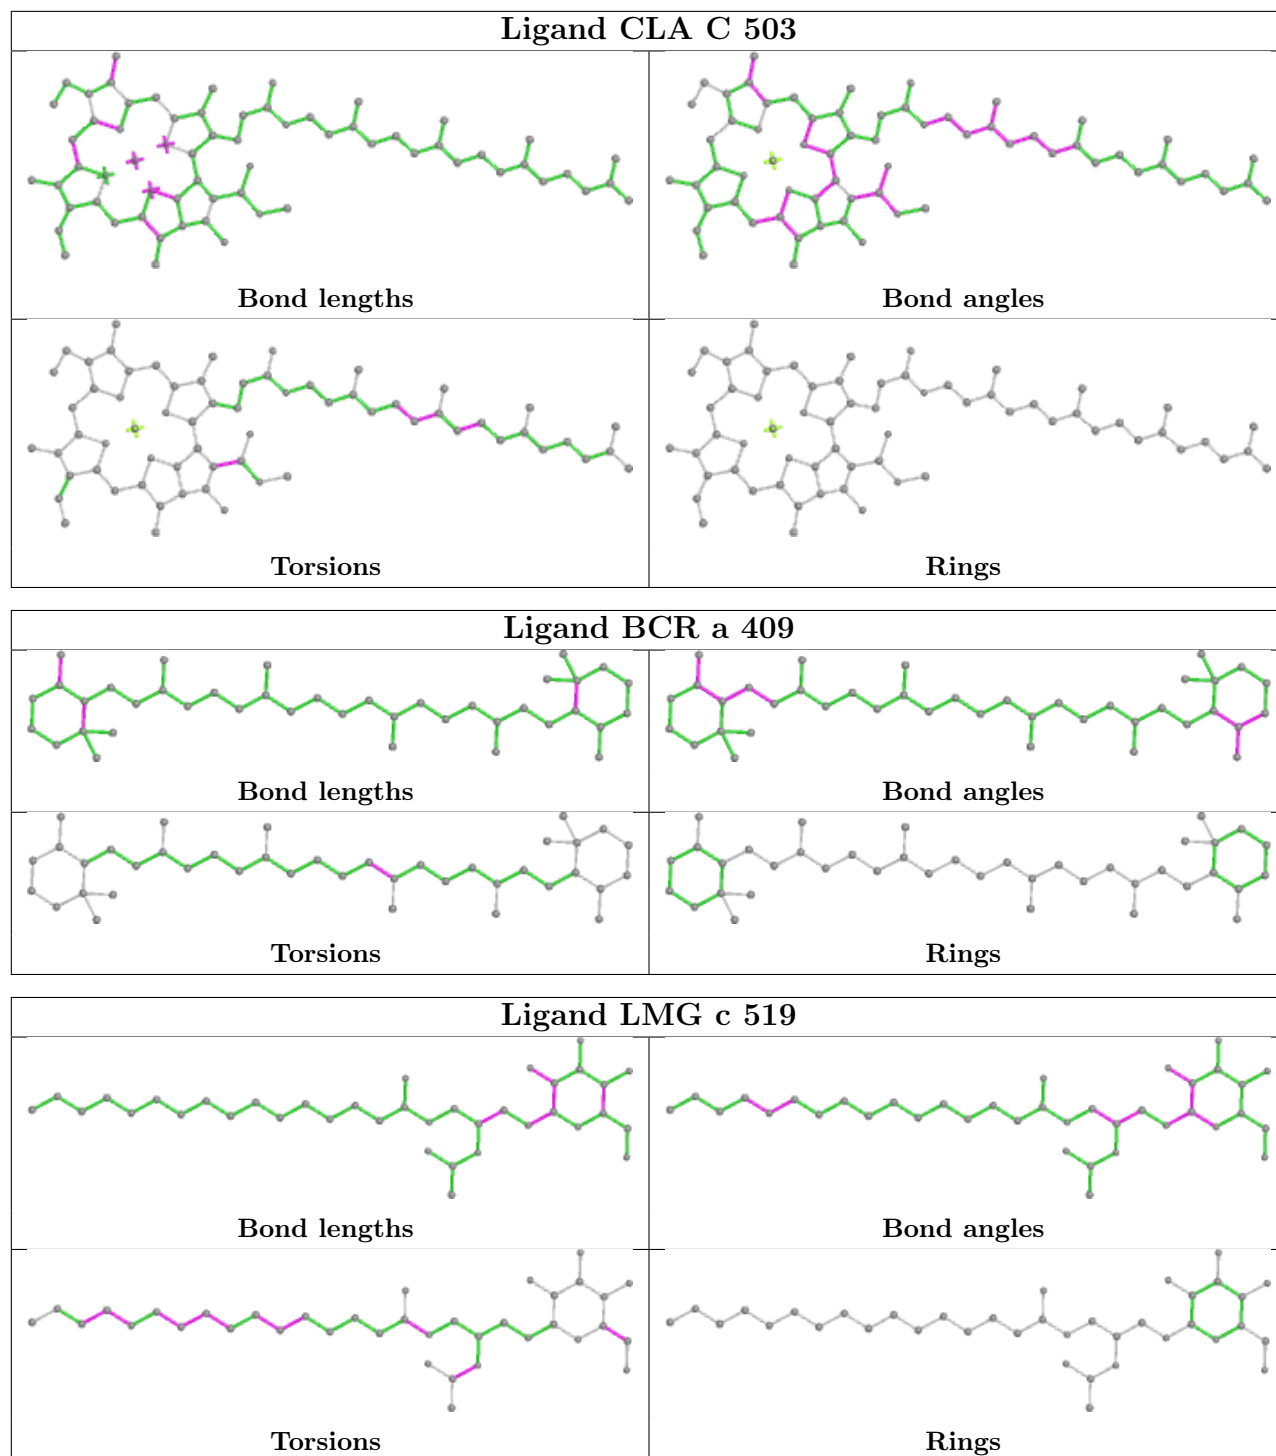 Ligand CLA C 503
Bond lengths
Bond angles
Torsions
Rings
Ligand BCR a 409
Bond lengths
Bond angles
Torsions
Rings
Ligand LMG c 519
Bond lengths
Bond angles
Torsions
Rings